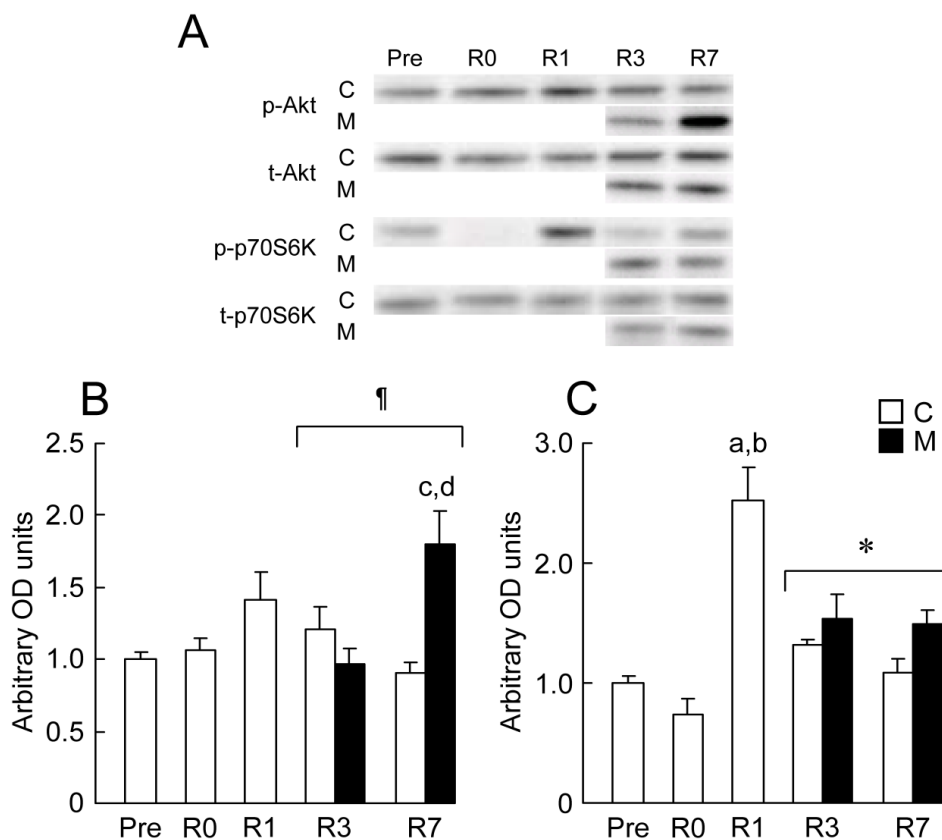 A
Pre R0 R1 R3 R7
p-Akt C
M
t-Akt C
M
p-p70S6K C
M
t-p70S6K C
M
B
¶
2.5
2.0
1.5
1.0
0.5
0
Arbitrary OD units
c,d
Pre R0 R1 R3 R7
C
C
M
3.0
2.0
1.0
0
Arbitrary OD units
a,b
*
Pre R0 R1 R3 R7